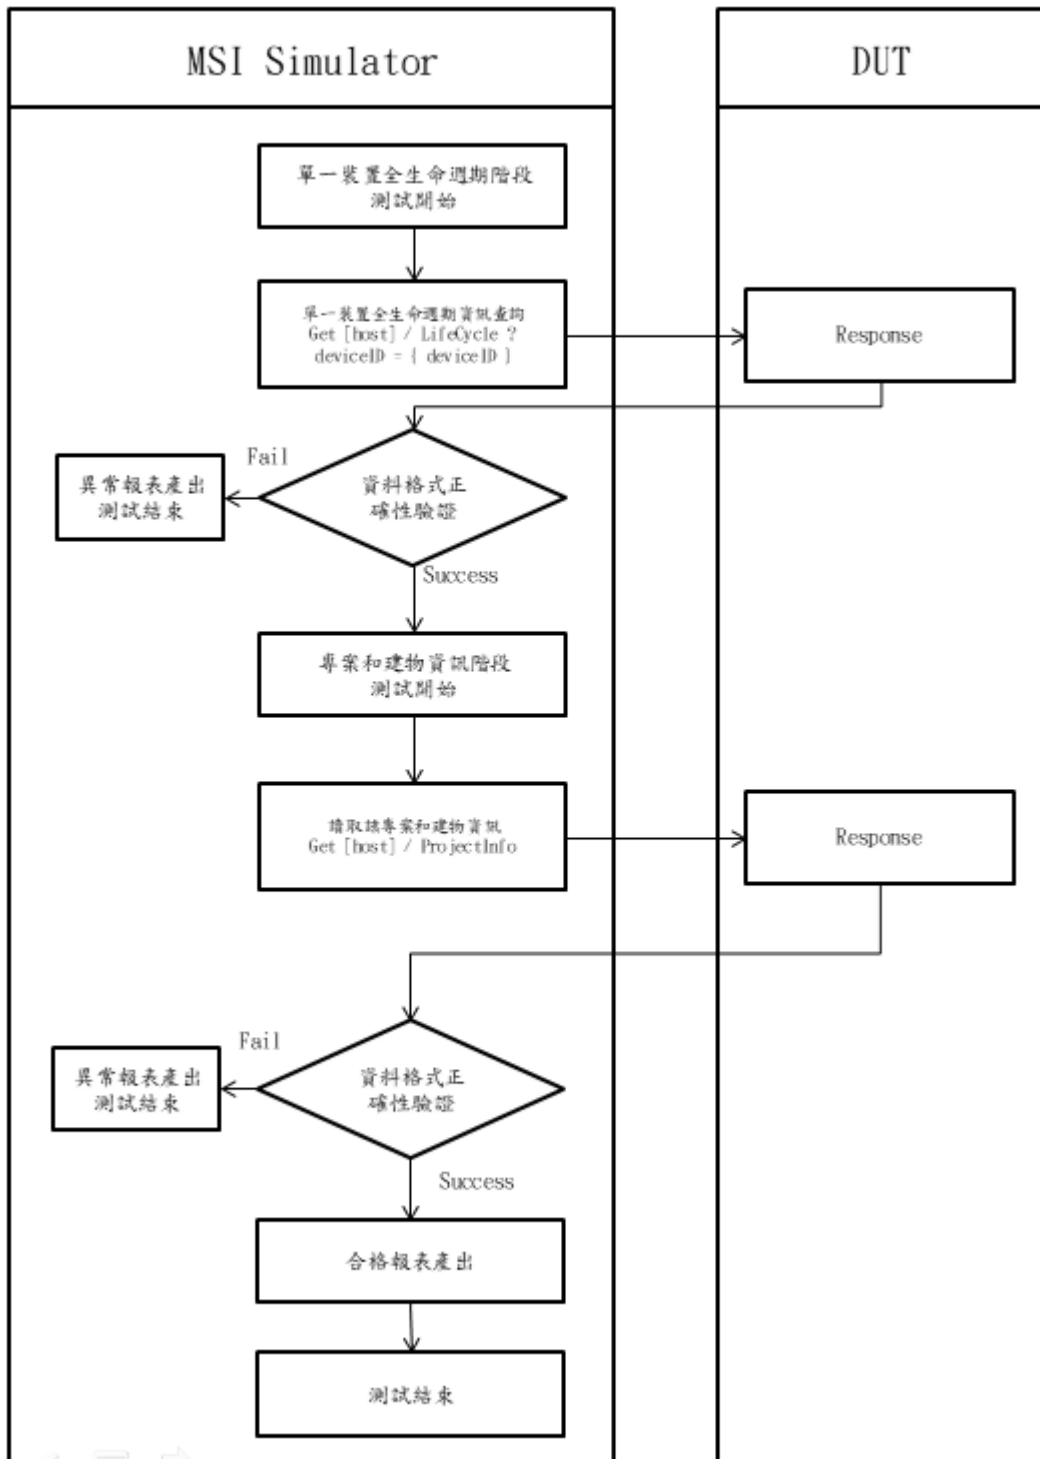 MSI Simulator
DUT
單一裝置全生命週期階段
測試開始
單一裝置全生命週期資訊查詢
Get [host] / LifeCycle ?
deviceID = { deviceID }
Response
Fail
異常報表產出
測試結束
資料格式正
確性驗證
Success
專案和建物資訊階段
測試開始
讀取該專案和建物資訊
Get [host] / ProjectInfo
Response
Fail
異常報表產出
測試結束
資料格式正
確性驗證
Success
合格報表產出
測試結束